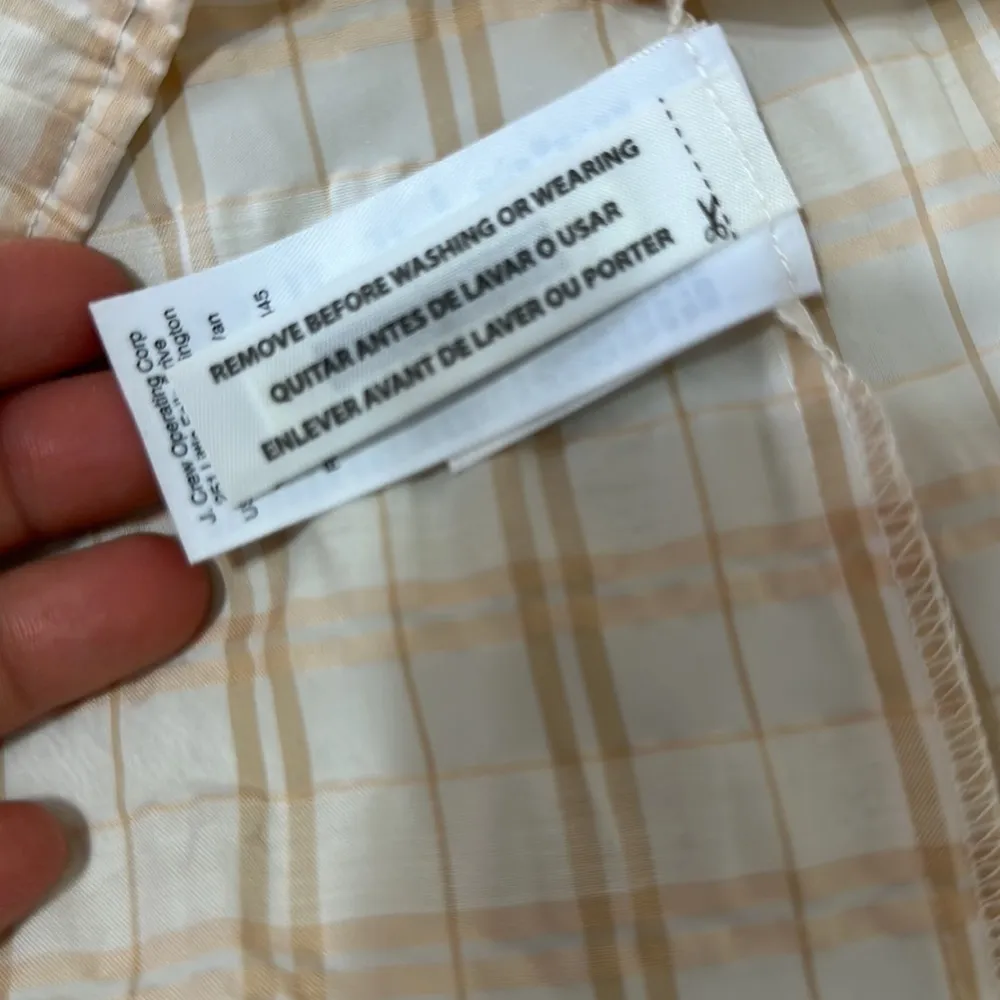 REMOVE BEFORE WASHING OR WEARING
QUITAR ANTES DE LAVAR O USAR
ENLEVER AVANT DE LAVER OU PORTER
J. Crew Operating Corp